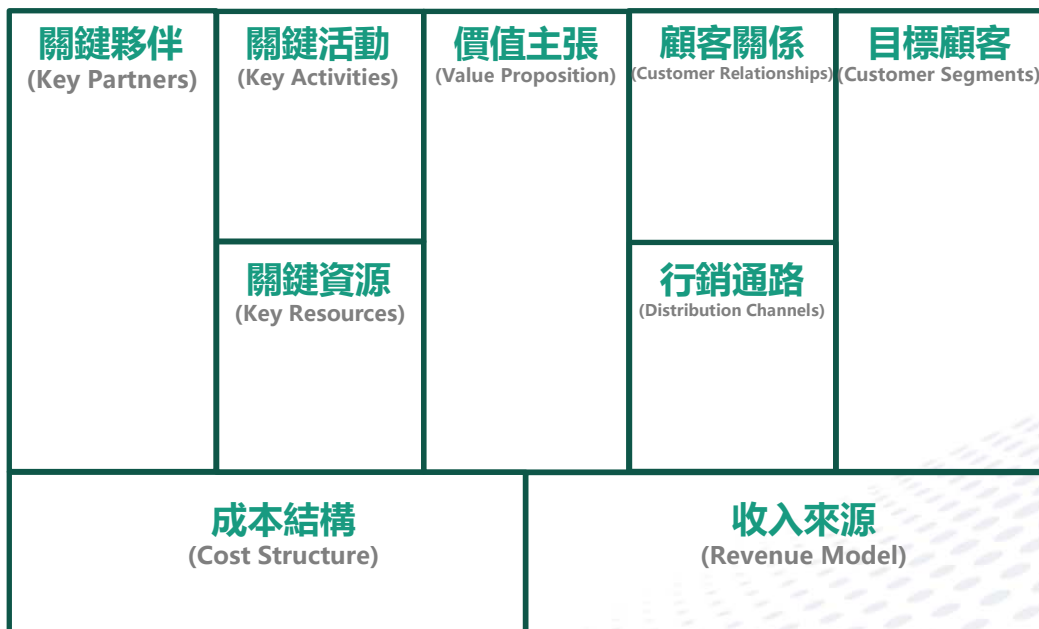 關鍵夥伴
(Key Partners)
關鍵活動
(Key Activities)
關鍵資源
(Key Resources)
價值主張
(Value Proposition)
顧客關係
(Customer Relationships)
行銷通路
(Distribution Channels)
目標顧客
(Customer Segments)
成本結構
(Cost Structure)
收入來源
(Revenue Model)